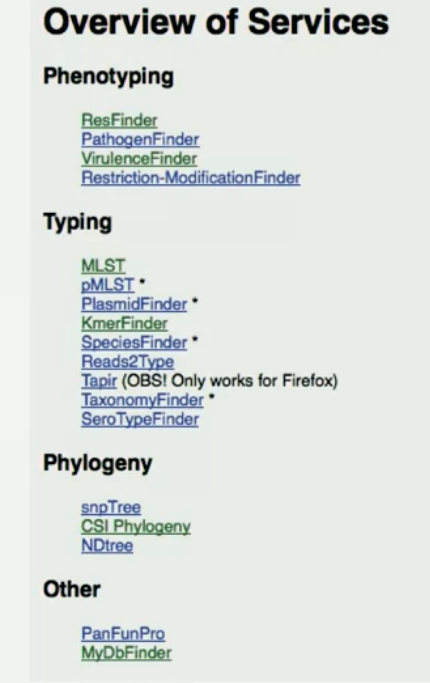 Overview of Services
Phenotyping
ResFinder
PathogenFinder
VirulenceFinder
Restriction-ModificationFinder
Typing
MLST
pMLST *
PlasmidFinder *
KmerFinder
SpeciesFinder *
Reads2Type
Tapir (OBS! Only works for Firefox)
TaxonomyFinder *
SeroTypeFinder
Phylogeny
snpTree
CSI Phylogeny
NDtree
Other
PanFunPro
MyDbFinder